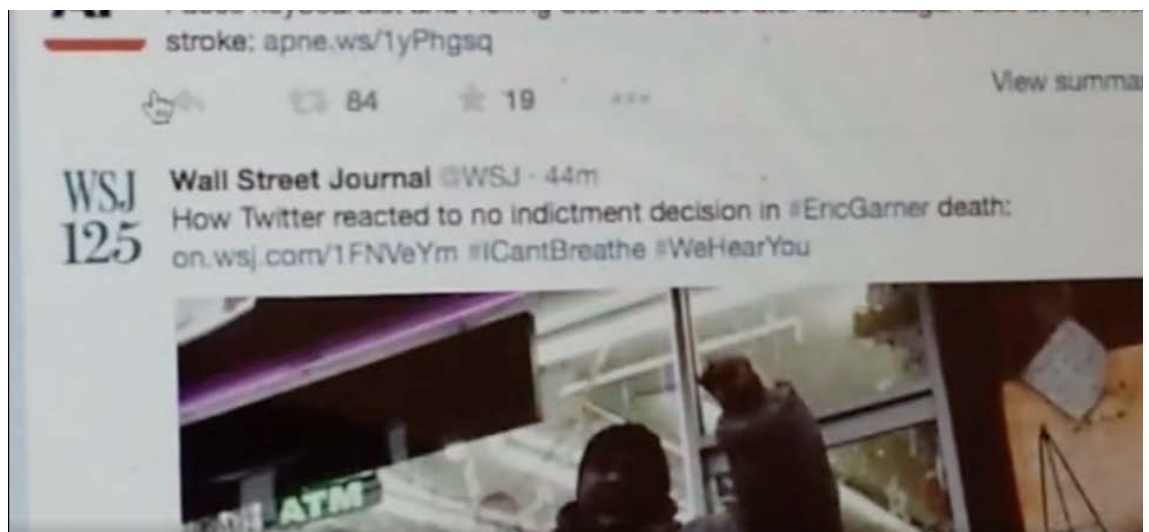 stroke: apne.ws/1yPhgsq
84 19
View summa
WSJ
125
Wall Street Journal @WSJ · 44m
How Twitter reacted to no indictment decision in #EricGarner death:
on.wsj.com/1FNVeYm #ICantBreathe #WeHearYou
ATM